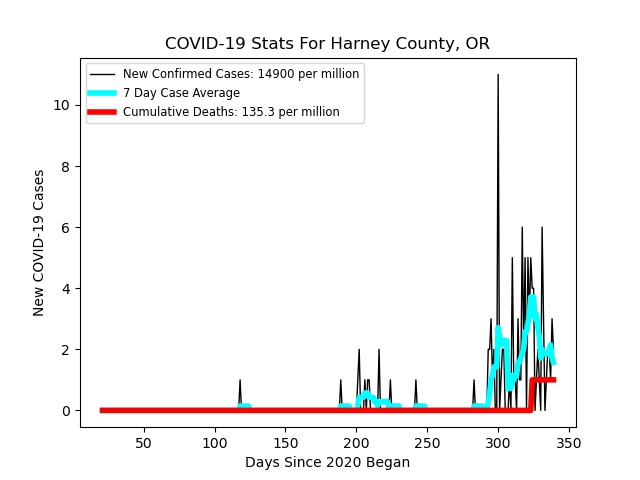 COVID-19 Stats For Harney County, OR
New Confirmed Cases: 14900 per million
7 Day Case Average
Cumulative Deaths: 135.3 per million
New COVID-19 Cases
10
8
6
4
2
0
50 100 150 200 250 300 350
Days Since 2020 Began